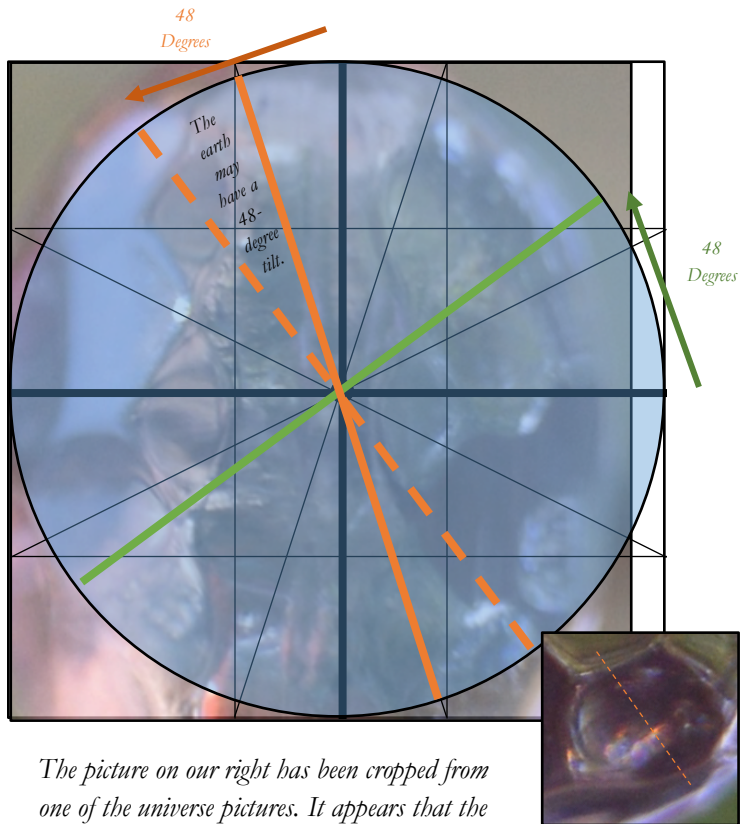 48
Degrees
The
earth
may
have a
48-
degree
tilt.
48
Degrees
The picture on our right has been cropped from
one of the universe pictures. It appears that the